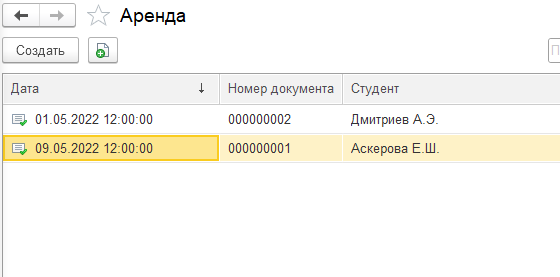 Аренда
Создать
П
Дата ↓ Номер документа Студент
01.05.2022 12:00:00 000000002 Дмитриев А.Э.
09.05.2022 12:00:00 000000001 Аскерова Е.Ш.